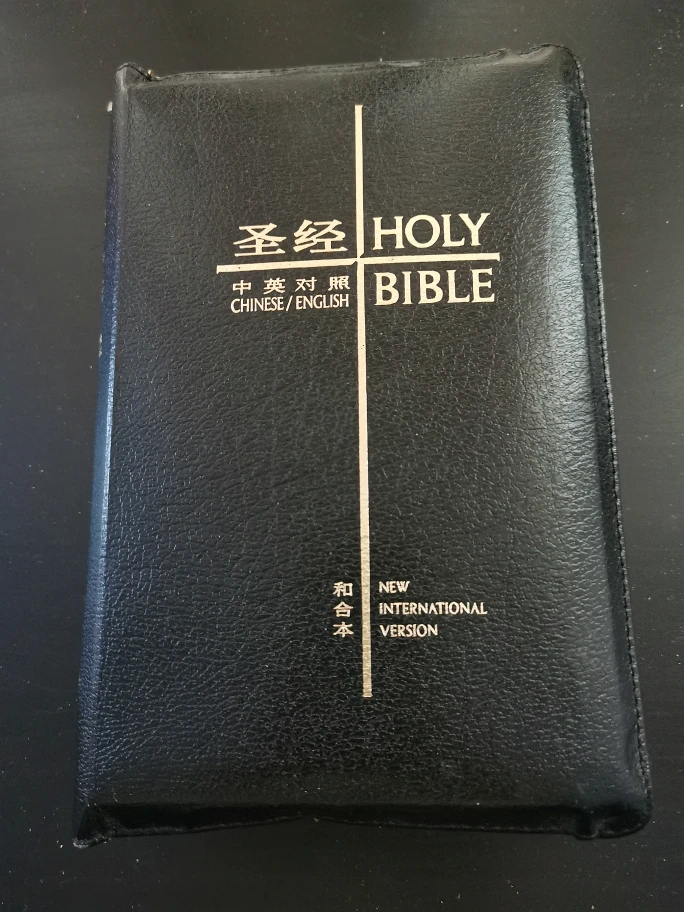 圣经 HOLY
中英对照 BIBLE
CHINESE / ENGLISH
和 NEW
合 INTERNATIONAL
本 VERSION